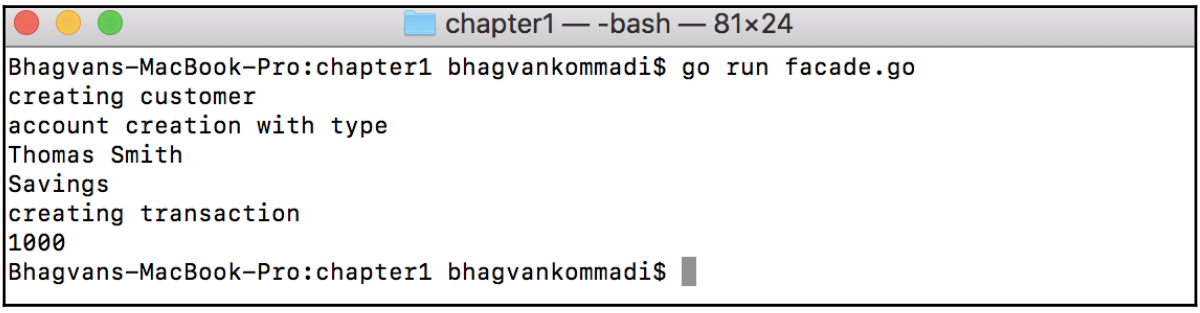 chapter1 — -bash — 81×24
Bhagvans-MacBook-Pro:chapter1 bhagvankommadi$ go run facade.go
creating customer
account creation with type
Thomas Smith
Savings
creating transaction
1000
Bhagvans-MacBook-Pro:chapter1 bhagvankommadi$